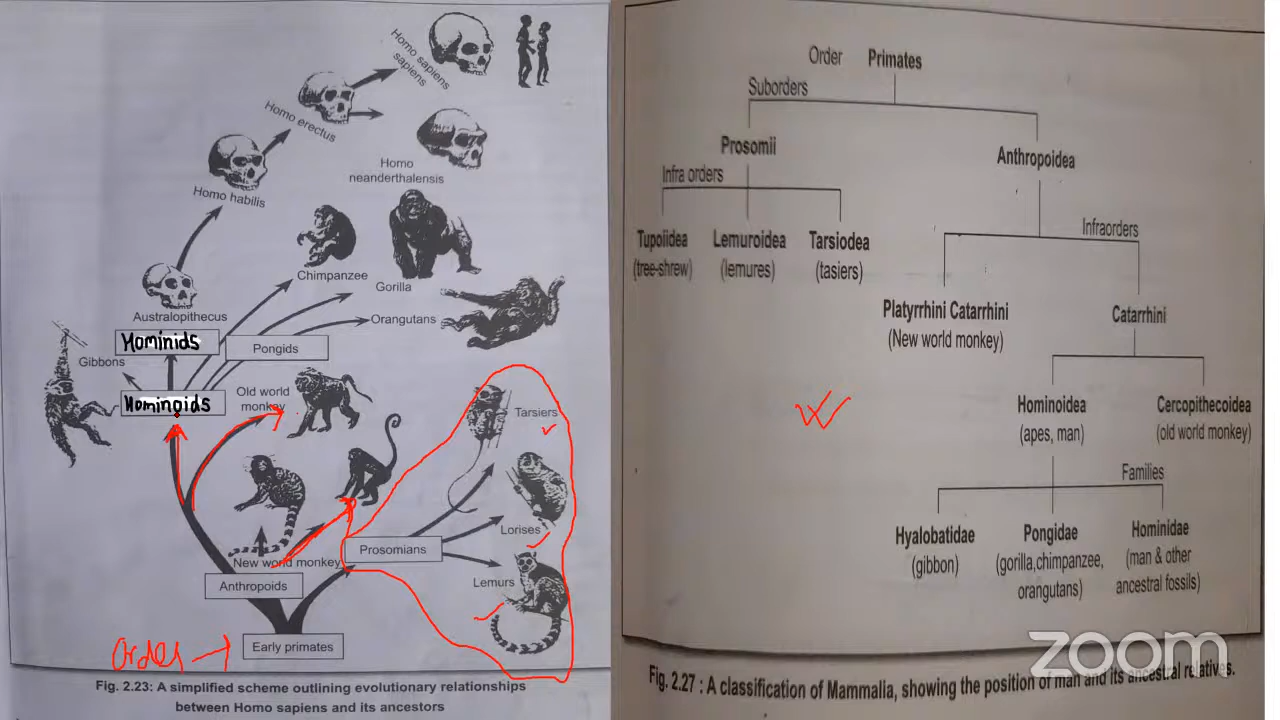 Homo sapiens
sapiens
Homo erectus
Homo
neanderthalensis
Homo habilis
Chimpanzee
Gorilla
Australopithecus
Orangutans
Hominids
Pongids
Gibbons
Hominoids
Old world
monkey
Tarsiers
Lorises
Prosomians
New world monkey
Lemurs
Anthropoids
Early primates
Order
Fig. 2.23: A simplified scheme outlining evolutionary relationships
between Homo sapiens and its ancestors
Order Primates
Suborders
Prosomii
Anthropoidea
Infra orders
Infraorders
Tupoiidea Lemuroidea Tarsiodea
(tree-shrew) (lemures) (tasiers)
Platyrrhini Catarrhini
(New world monkey)
Catarrhini
Hominoidea Cercopithecoidea
(apes, man) (old world monkey)
Families
Hyalobatidae Pongidae Hominidae
(gibbon) (gorilla,chimpanzee, (man & other
orangutans) ancestral fossils)
zoom
Fig. 2.27 : A classification of Mammalia, showing the position of man and its ancestral relatives.